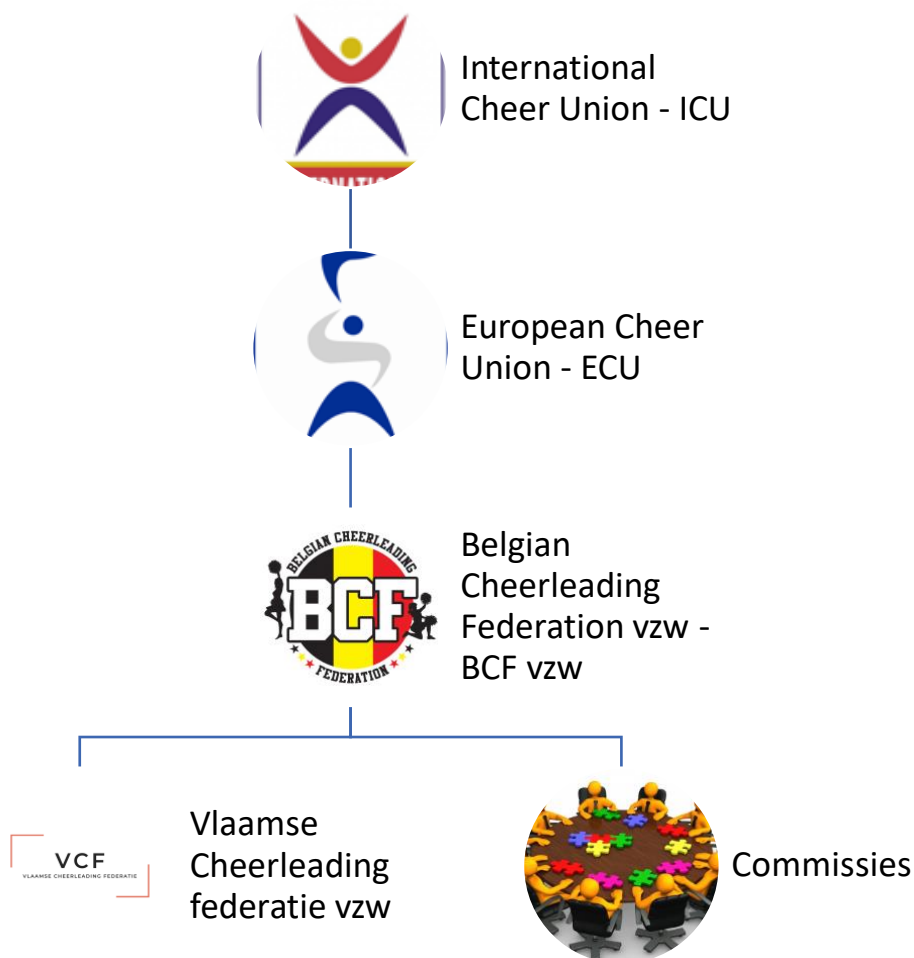 International
Cheer Union - ICU
European Cheer
Union - ECU
BELGIAN CHEERLEADING
BCF
FEDERATION
Belgian
Cheerleading
Federation vzw -
BCF vzw
VCF
VLAAMSE CHEERLEADING FEDERATIE
Vlaamse
Cheerleading
federatie vzw
Commissies